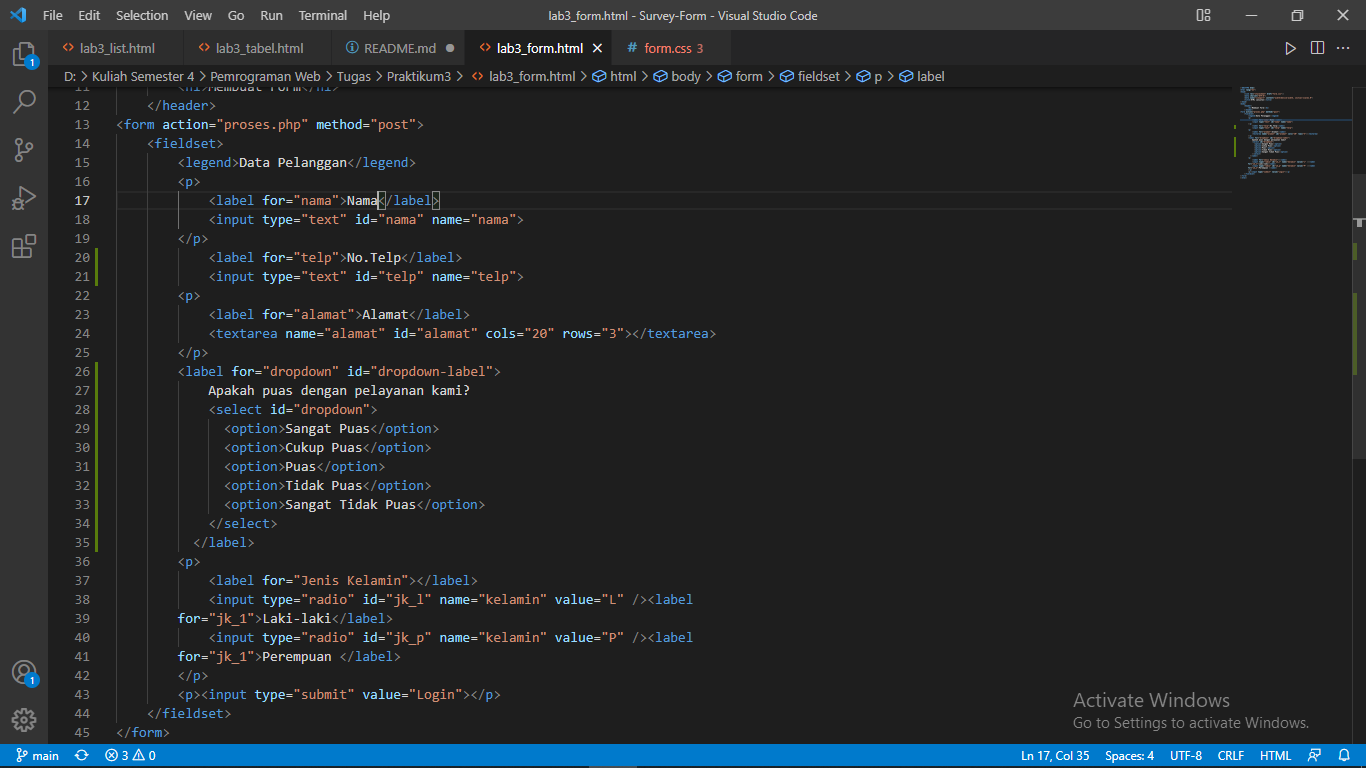 File Edit Selection View Go Run Terminal Help lab3_form.html - Survey-Form - Visual Studio Code
lab3_list.html lab3_tabel.html README.md lab3_form.html form.css 3
D: > Kuliah Semester 4 > Pemrograman Web > Tugas > Praktikum3 > lab3_form.html > html > body > form > fieldset > p > label
11 <h1>Membuat Form</h1>
12 </header>
13 <form action="proses.php" method="post">
14 <fieldset>
15 <legend>Data Pelanggan</legend>
16 <p>
17 <label for="nama">Nama</label>
18 <input type="text" id="nama" name="nama">
19 </p>
20 <label for="telp">No.Telp</label>
21 <input type="text" id="telp" name="telp">
22 <p>
23 <label for="alamat">Alamat</label>
24 <textarea name="alamat" id="alamat" cols="20" rows="3"></textarea>
25 </p>
26 <label for="dropdown" id="dropdown-label">
27 Apakah puas dengan pelayanan kami?
28 <select id="dropdown">
29 <option>Sangat Puas</option>
30 <option>Cukup Puas</option>
31 <option>Puas</option>
32 <option>Tidak Puas</option>
33 <option>Sangat Tidak Puas</option>
34 </select>
35 </label>
36 <p>
37 <label for="Jenis Kelamin"></label>
38 <input type="radio" id="jk_l" name="kelamin" value="L" /><label
39 for="jk_1">Laki-laki</label>
40 <input type="radio" id="jk_p" name="kelamin" value="P" /><label
41 for="jk_1">Perempuan </label>
42 </p>
43 <p><input type="submit" value="Login"></p>
44 </fieldset>
45 </form>
1
1
Activate Windows
Go to Settings to activate Windows.
main 3 0 Ln 17, Col 35 Spaces: 4 UTF-8 CRLF HTML